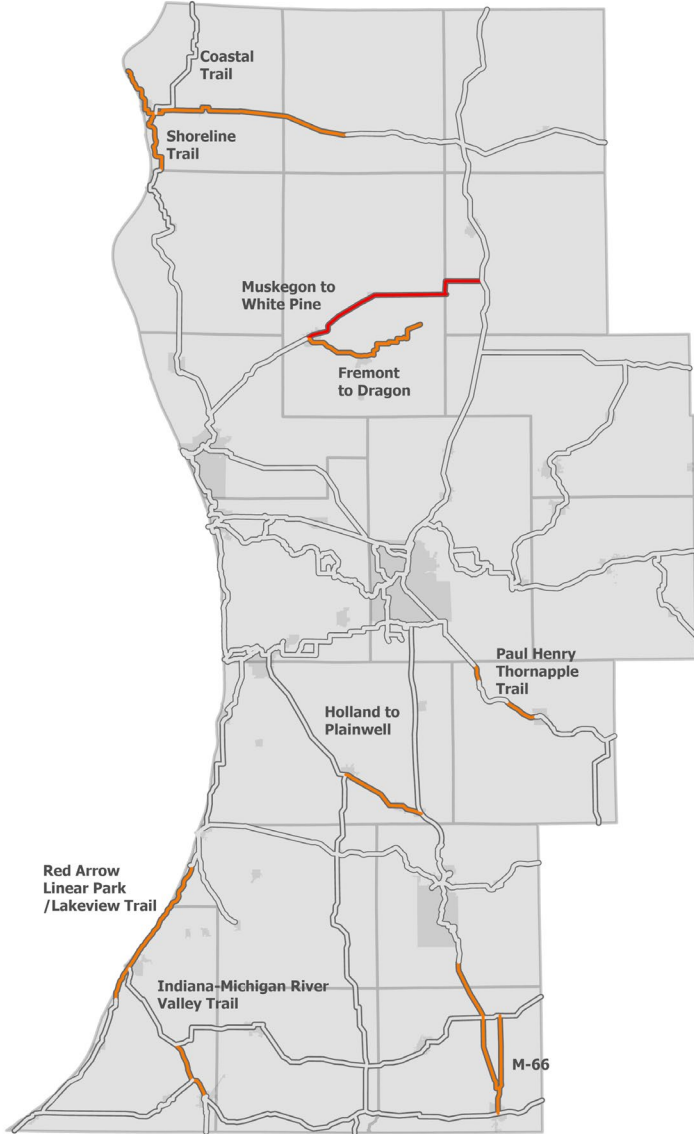 Coastal
Trail
Shoreline
Trail
Muskegon to
White Pine
Fremont
to Dragon
Paul Henry
Thornapple
Trail
Holland to
Plainwell
Red Arrow
Linear Park
/Lakeview Trail
Indiana-Michigan River
Valley Trail
M-66